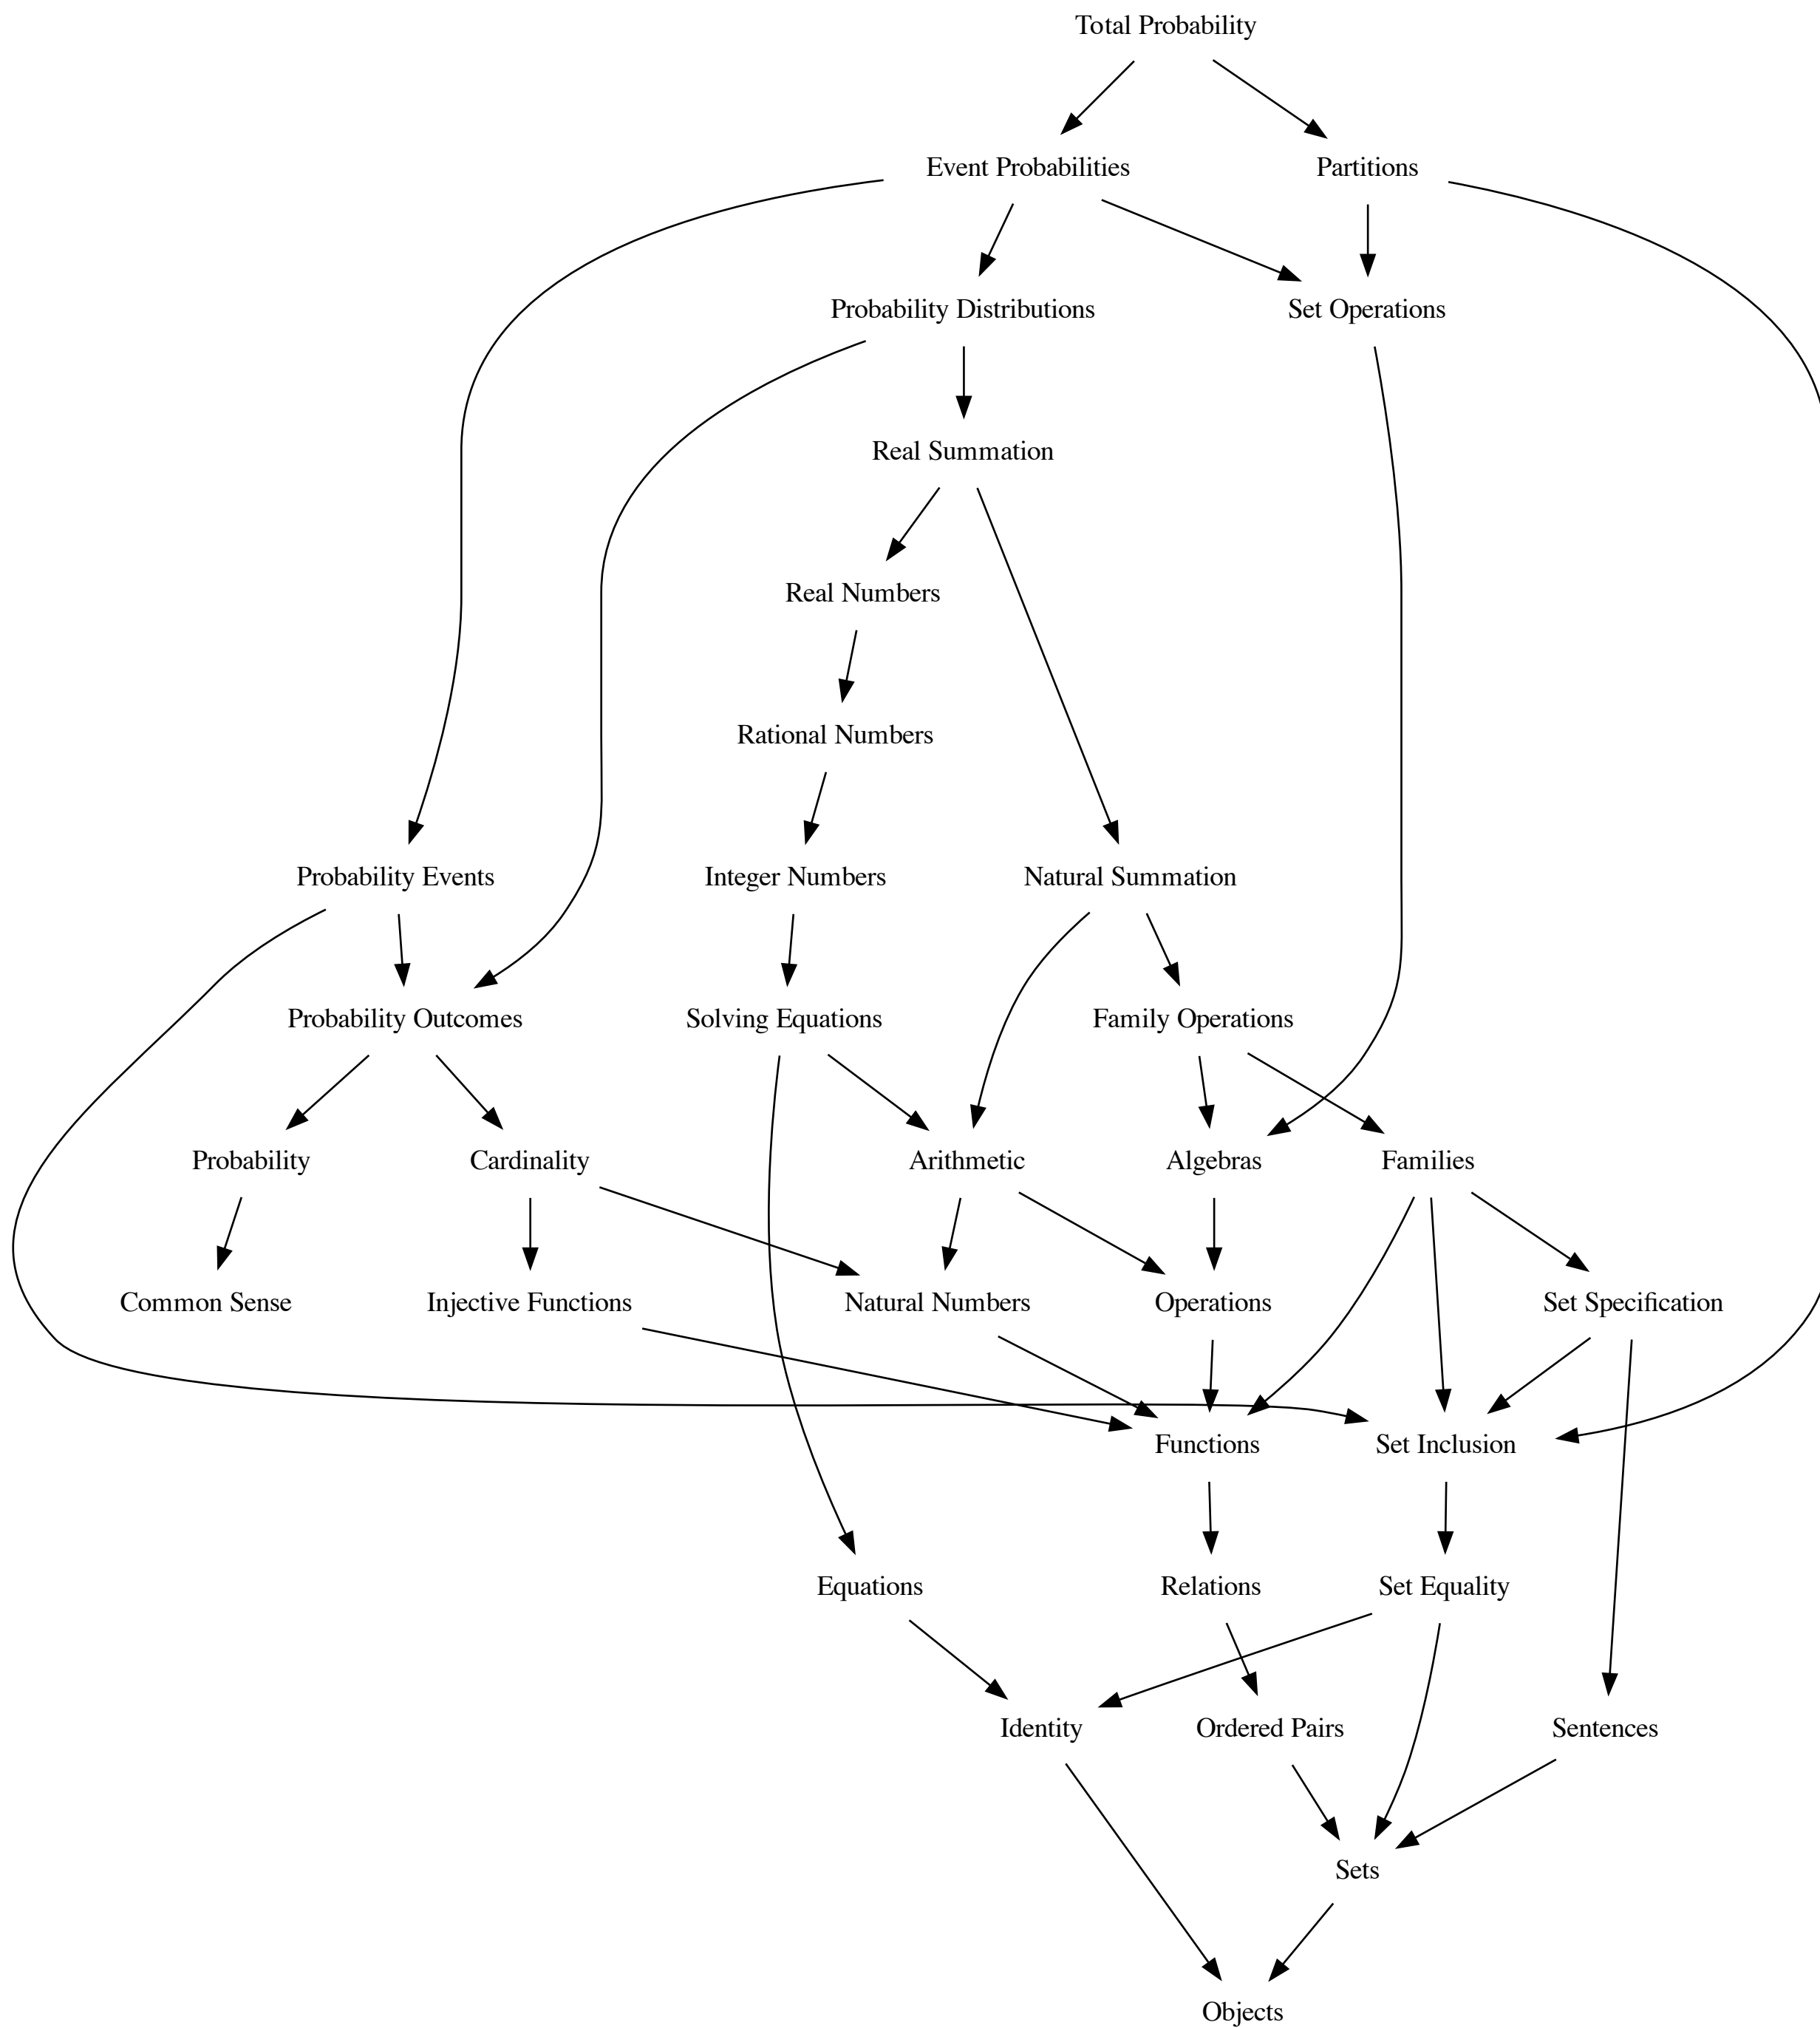 Total Probability
Event Probabilities
Partitions
Probability Distributions
Set Operations
Real Summation
Real Numbers
Rational Numbers
Probability Events
Integer Numbers
Natural Summation
Probability Outcomes
Solving Equations
Family Operations
Probability
Cardinality
Arithmetic
Algebras
Families
Common Sense
Injective Functions
Natural Numbers
Operations
Set Specification
Functions
Set Inclusion
Equations
Relations
Set Equality
Identity
Ordered Pairs
Sentences
Sets
Objects